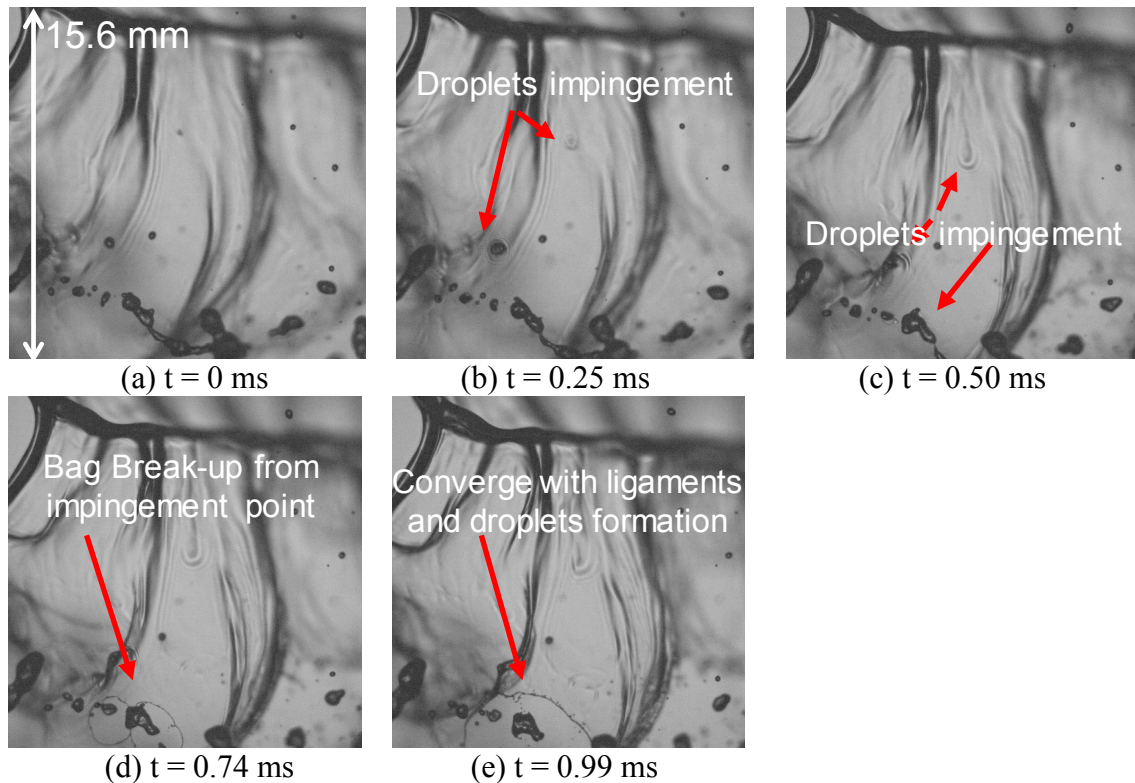 15.6 mm
(a) t = 0 ms
Droplets impingement
(b) t = 0.25 ms
Droplets impingement
(c) t = 0.50 ms
Bag Break-up from
impingement point
(d) t = 0.74 ms
Converge with ligaments
and droplets formation
(e) t = 0.99 ms